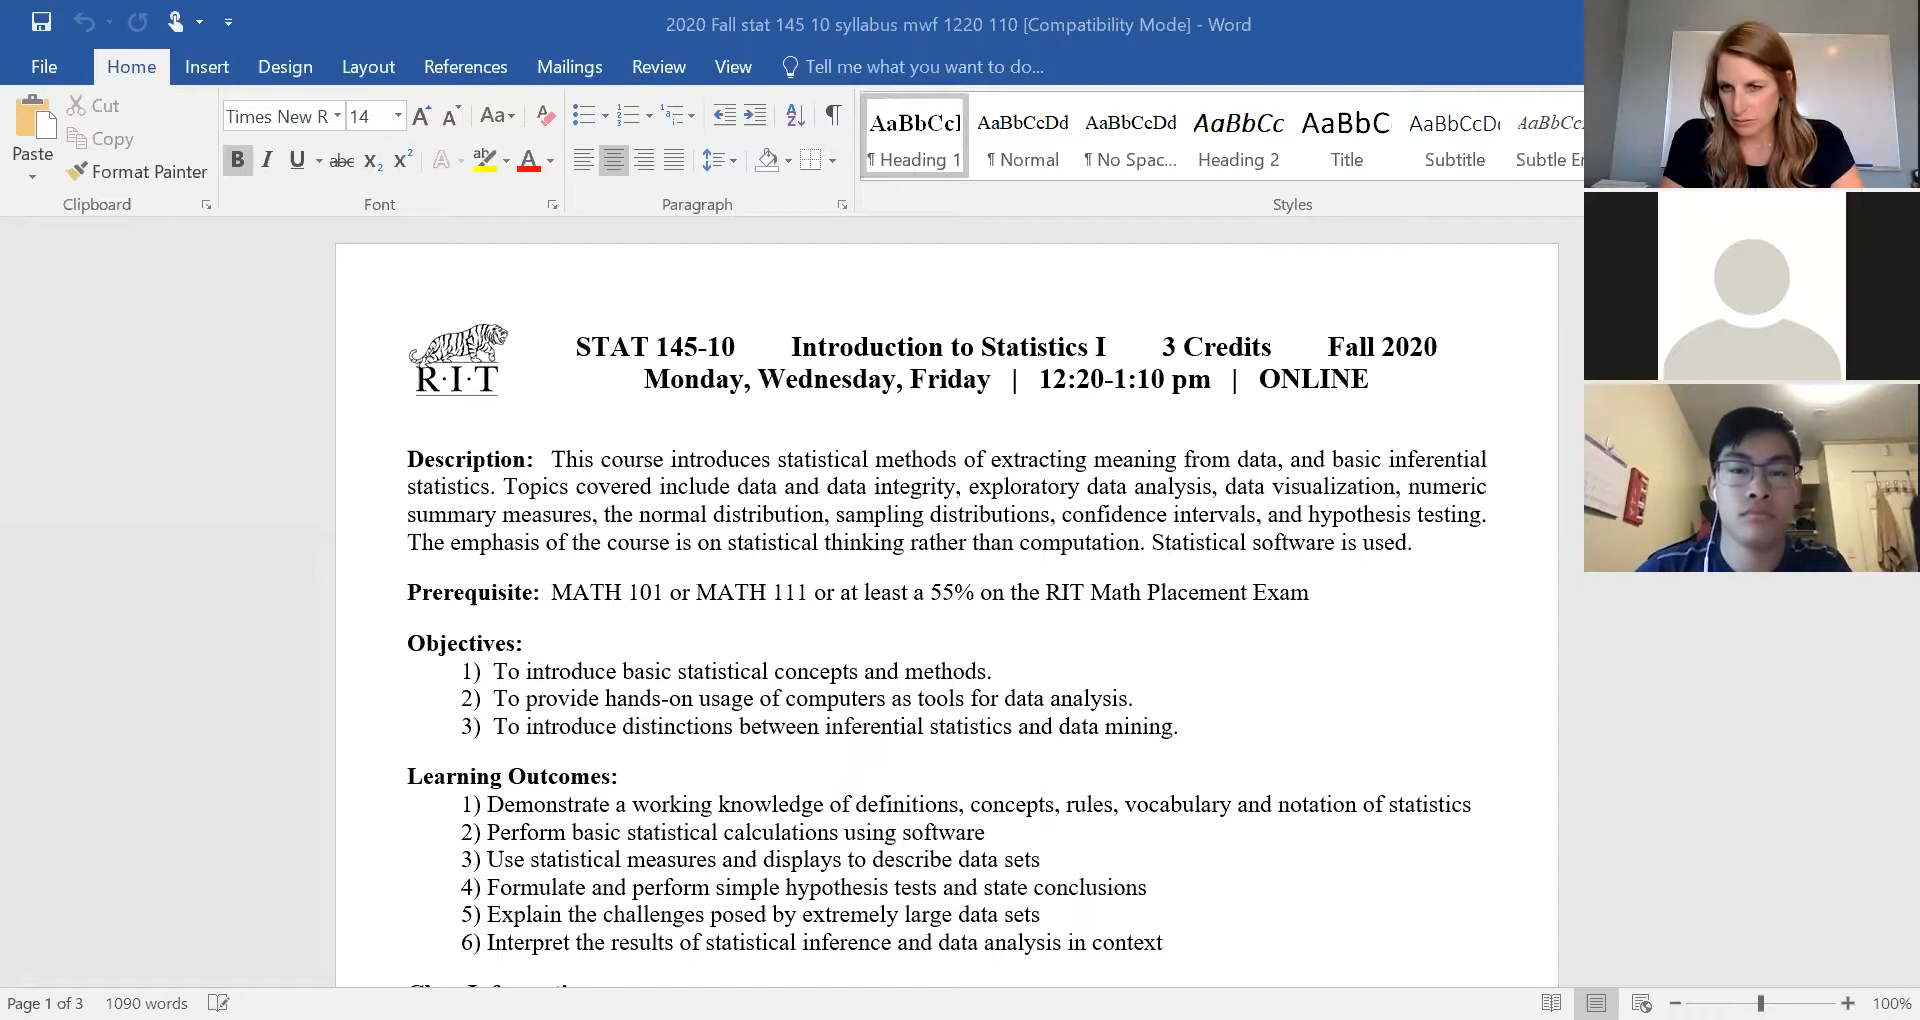 2020 Fall stat 145 10 syllabus mwf 1220 110 [Compatibility Mode] - Word
File Home Insert Design Layout References Mailings Review View Tell me what you want to do...
Paste
Cut
Copy
Format Painter
Clipboard
Times New R 14
Aa
B I U abc X₂ X² A ab A
Font
Paragraph
AaBbCcI AaBbCcDd AaBbCcDd AaBbCc AaBbC AaBbCcDc AaBbCc
¶ Heading 1 ¶ Normal ¶ No Spac... Heading 2 Title Subtitle Subtle Er
Styles
R·I·T
STAT 145-10 Introduction to Statistics I 3 Credits Fall 2020
Monday, Wednesday, Friday | 12:20-1:10 pm | ONLINE
Description: This course introduces statistical methods of extracting meaning from data, and basic inferential
statistics. Topics covered include data and data integrity, exploratory data analysis, data visualization, numeric
summary measures, the normal distribution, sampling distributions, confidence intervals, and hypothesis testing.
The emphasis of the course is on statistical thinking rather than computation. Statistical software is used.
Prerequisite: MATH 101 or MATH 111 or at least a 55% on the RIT Math Placement Exam
Objectives:
1) To introduce basic statistical concepts and methods.
2) To provide hands-on usage of computers as tools for data analysis.
3) To introduce distinctions between inferential statistics and data mining.
Learning Outcomes:
1) Demonstrate a working knowledge of definitions, concepts, rules, vocabulary and notation of statistics
2) Perform basic statistical calculations using software
3) Use statistical measures and displays to describe data sets
4) Formulate and perform simple hypothesis tests and state conclusions
5) Explain the challenges posed by extremely large data sets
6) Interpret the results of statistical inference and data analysis in context
Page 1 of 3 1090 words 100%